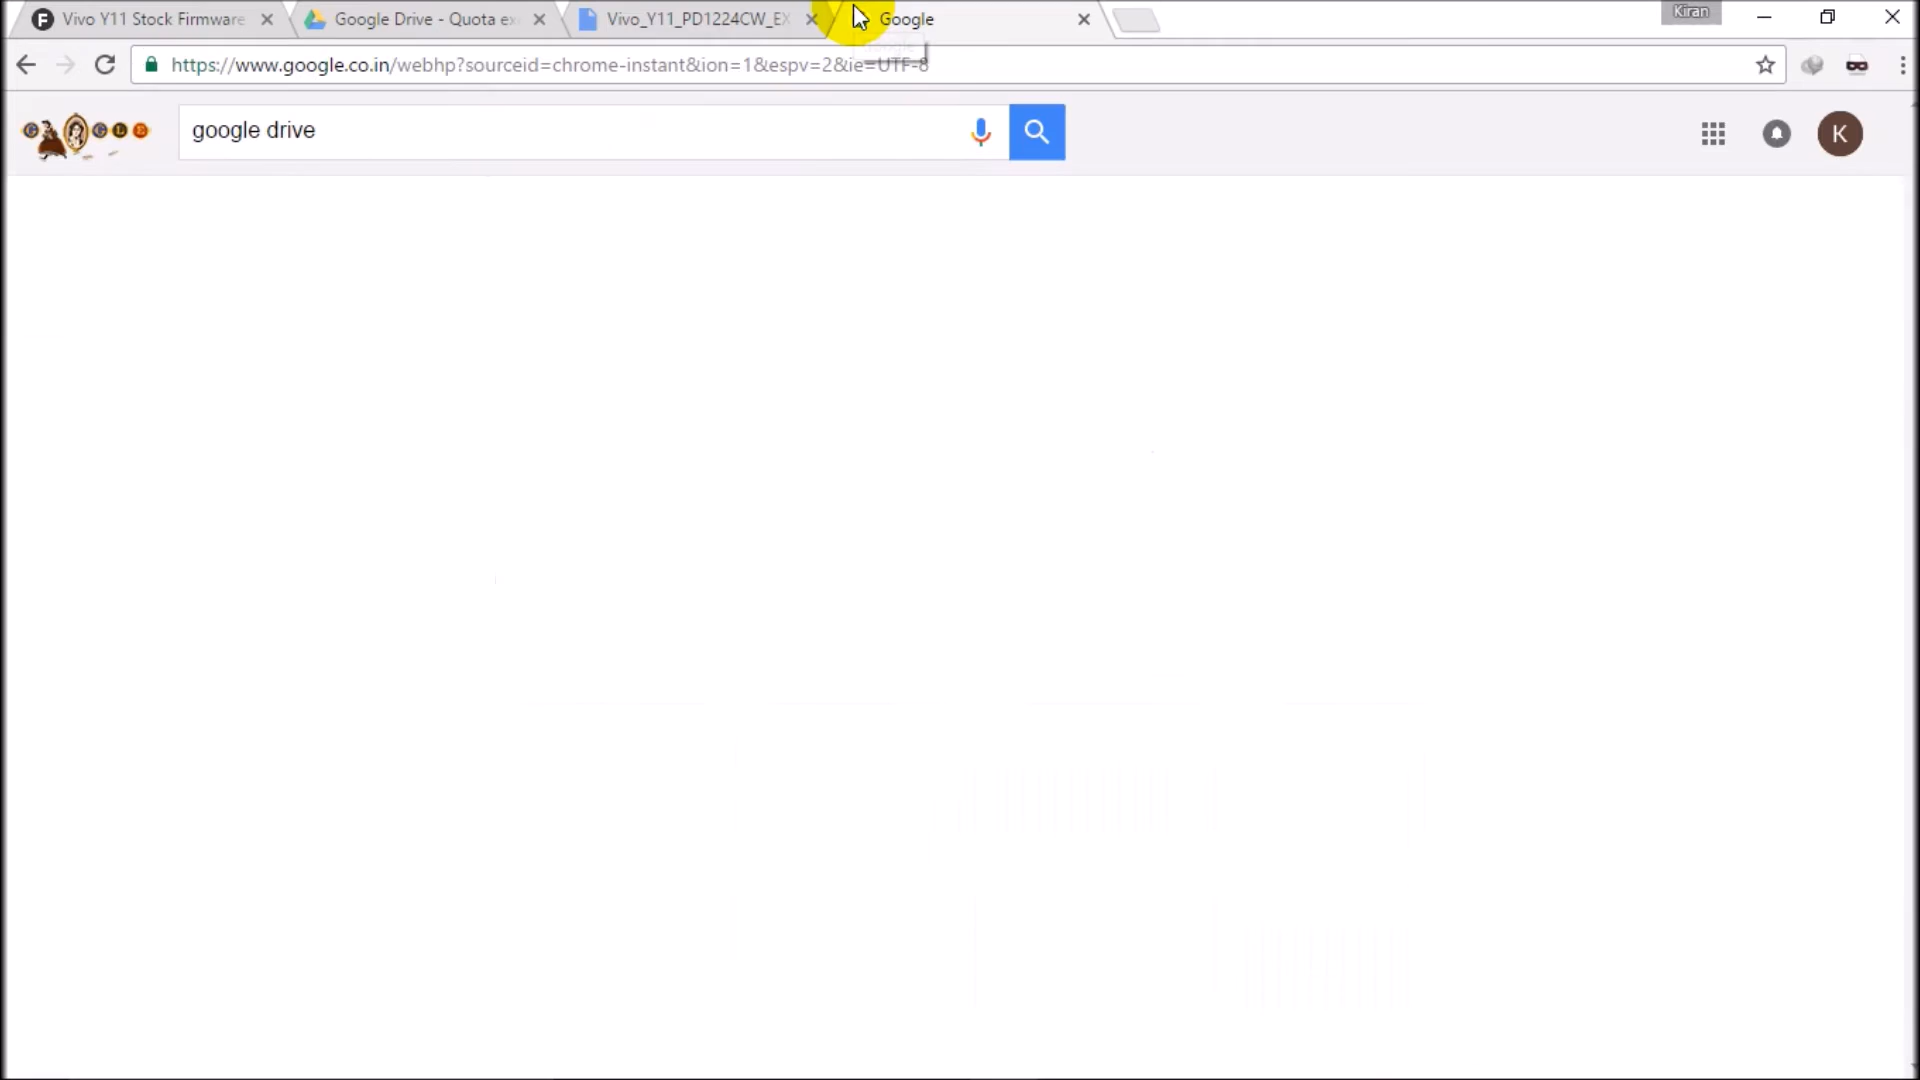 Vivo Y11 Stock Firmware
Google Drive - Quota ex
Vivo_Y11_PD1224CW_EX
Google
Kiran
https://www.google.co.in/webhp?sourceid=chrome-instant&ion=1&espv=2&ie=UTF-8
google drive
K